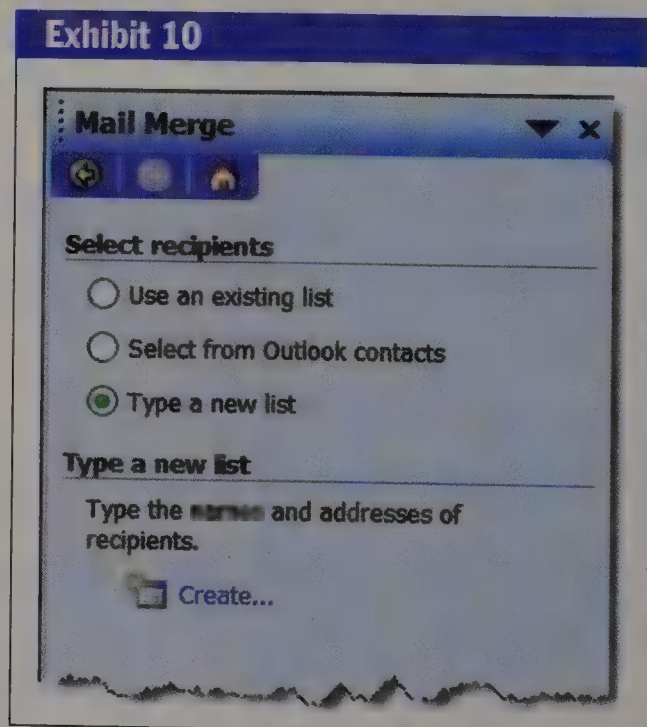 Exhibit 10
Mail Merge
Select recipients
Use an existing list
Select from Outlook contacts
Type a new list
Type a new list
Type the and addresses of
recipients.
Create...